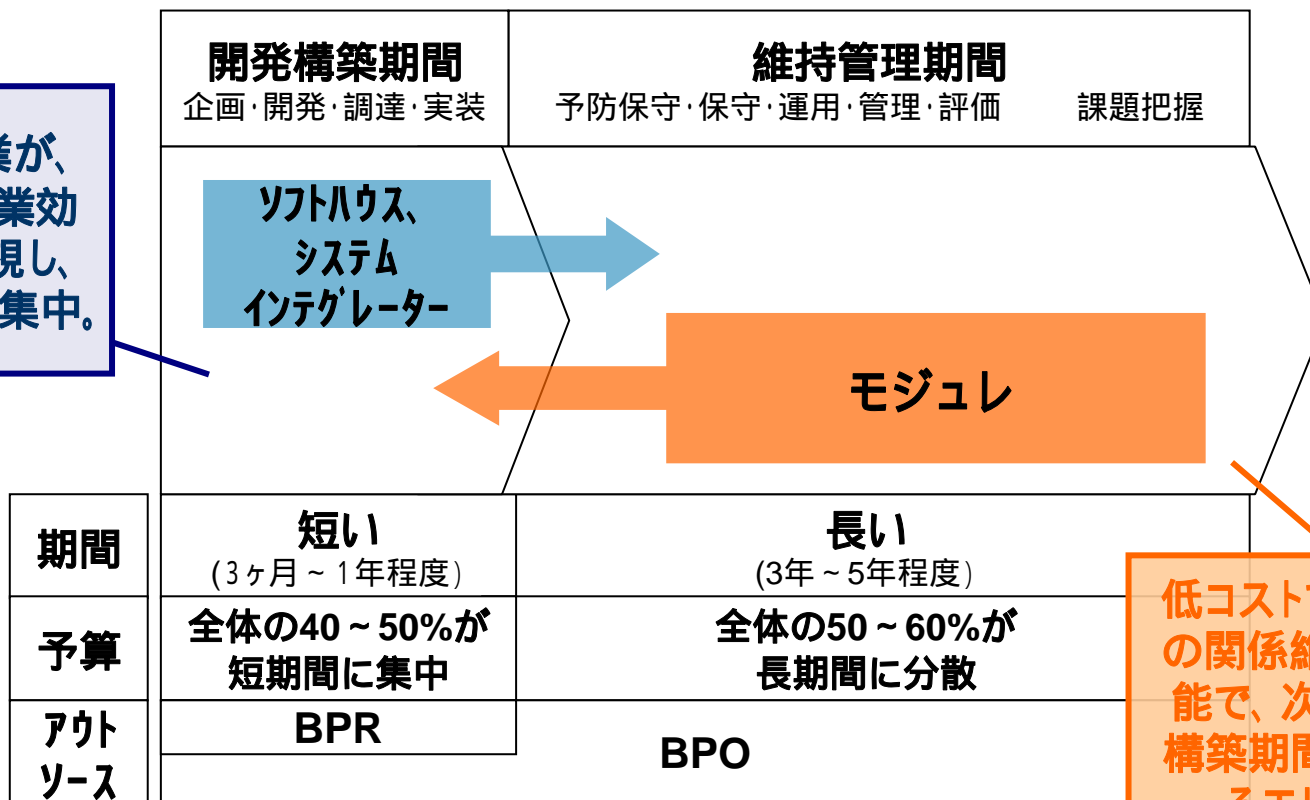 開発構築期間
企画･開発･調達･実装
維持管理期間
予防保守･保守･運用･管理･評価 課題把握
業が、
業効
現し、
集中。
ソフトハウス、
システム
インテグレーター
モジュレ
期間
短い
(3ヶ月~1年程度)
長い
(3年~5年程度)
予算
全体の40~50%が
短期間に集中
全体の50~60%が
長期間に分散
アウト
ソース
BPR
BPO
低コスト
の関係
能で、次
構築期間